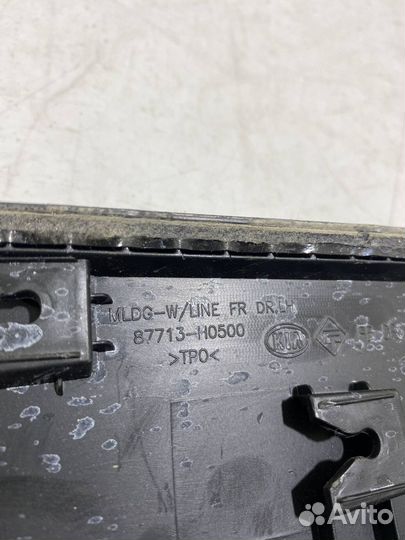 MLDG-W/LINE FR DR,LH
87713-H0500
>TPO<
KIA
Avito